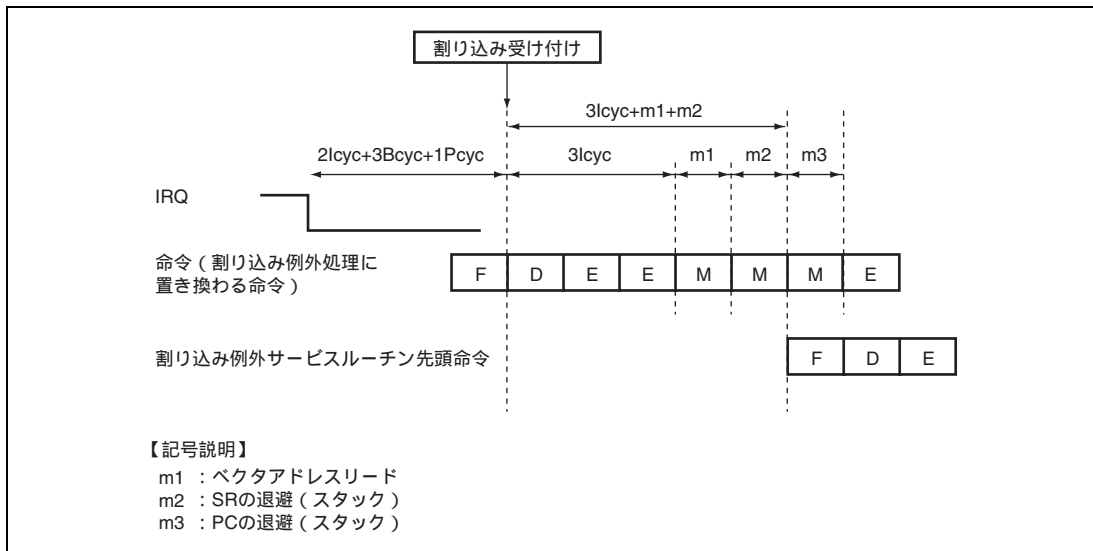 割り込み受け付け
3Icyc+m1+m2
2Icyc+3Bcyc+1Pcyc 3Icyc m1 m2 m3
IRQ
命令（割り込み例外処理に
置き換わる命令） F D E E M M M E
割り込み例外サービスルーチン先頭命令 F D E
【記号説明】
m1 ：ベクタアドレスリード
m2 ：SRの退避（スタック）
m3 ：PCの退避（スタック）